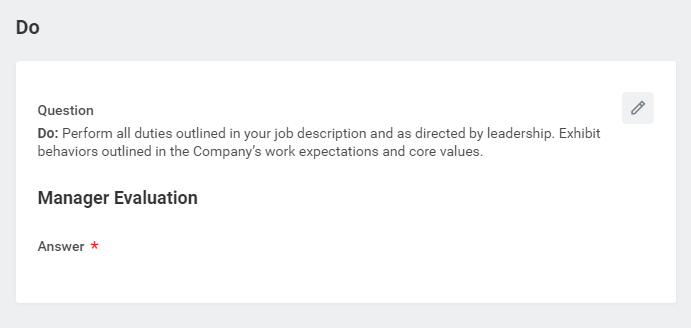 Do
Question
Do: Perform all duties outlined in your job description and as directed by leadership. Exhibit
behaviors outlined in the Company’s work expectations and core values.
Manager Evaluation
Answer *